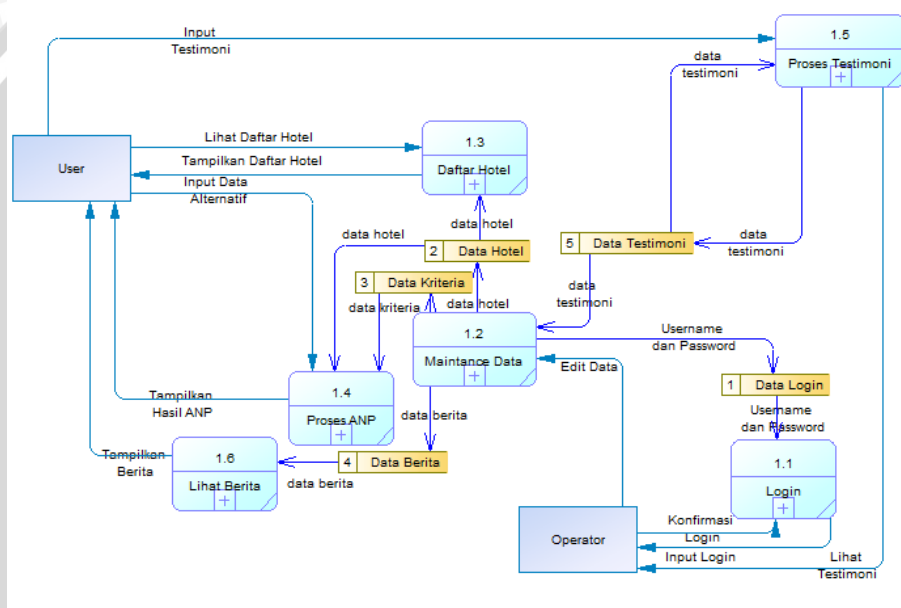 Input
Testimoni
1.5
Proses Testimoni
data
testimoni
Lihat Daftar Hotel
1.3
Daftar Hotel
Tampilkan Daftar Hotel
User
Input Data
Alternatif
data hotel
data hotel
2 Data Hotel
5 Data Testimoni
data
testimoni
3 Data Kriteria
data kriteria
data hotel
data
testimoni
1.2
Maintance Data
Username
dan Password
Edit Data
1 Data Login
1.4
Proses ANP
Tampilkan
Hasil ANP
data berita
Username
dan Password
1.6
Lihat Berita
Tampilkan
Berita
4 Data Berita
data berita
1.1
Login
Operator
Konfirmasi
Login
Input Login
Lihat
Testimoni